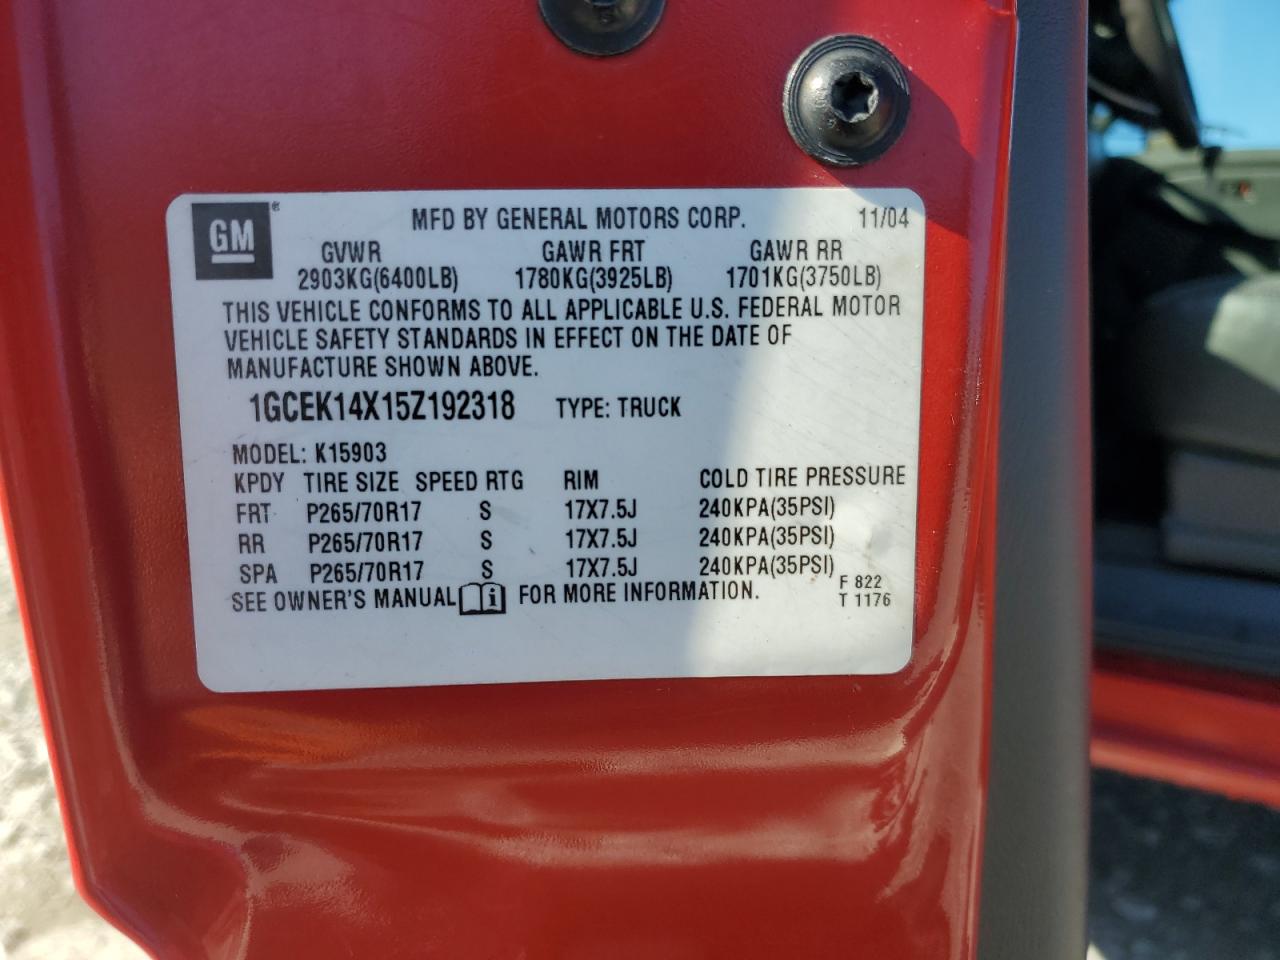 GM® MFD BY GENERAL MOTORS CORP. 11/04
GVWR GAWR FRT GAWR RR
2903KG(6400LB) 1780KG(3925LB) 1701KG(3750LB)
THIS VEHICLE CONFORMS TO ALL APPLICABLE U.S. FEDERAL MOTOR
VEHICLE SAFETY STANDARDS IN EFFECT ON THE DATE OF
MANUFACTURE SHOWN ABOVE.
1GCEK14X15Z192318 TYPE: TRUCK
MODEL: K15903
KPDY TIRE SIZE SPEED RTG RIM COLD TIRE PRESSURE
FRT P265/70R17 S 17X7.5J 240KPA(35PSI)
RR P265/70R17 S 17X7.5J 240KPA(35PSI)
SPA P265/70R17 S 17X7.5J 240KPA(35PSI)
SEE OWNER'S MANUAL i FOR MORE INFORMATION.
F 822
T 1176